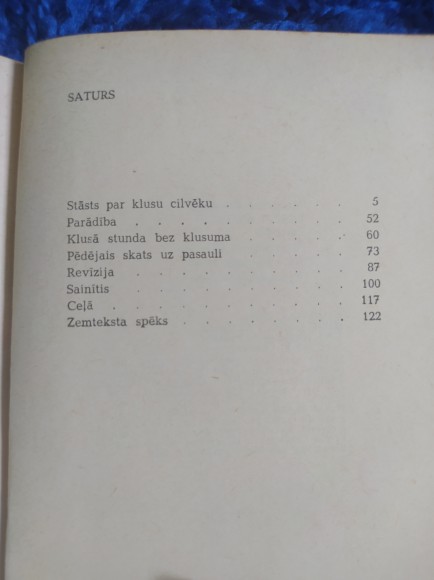 SATURS
Stāsts par klusu cilvēku . . . . . . 5
Parādība . . . . . . . . . 52
Klusā stunda bez klusuma . . . . . 60
Pēdējais skats uz pasauli . . . . . . 73
Revīzija . . . . . . . . . 87
Sainītis . . . . . . . . . 100
Ceļā . . . . . . . . . . 117
Zemteksta spēks . . . . . . . . 122